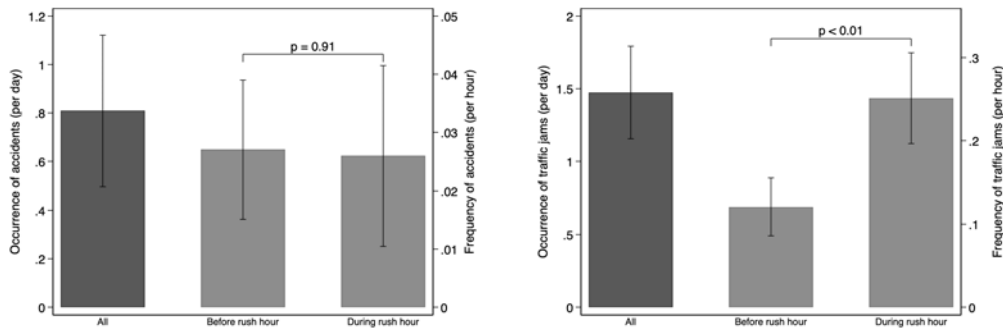 Occurrence of accidents (per day)
1.2
1
.8
.6
.4
.2
0
p = 0.91
.05
.04
.03
.02
.01
0
Frequency of accidents (per hour)
All
Before rush hour
During rush hour
Occurrence of traffic jams (per day)
2
1.5
1
.5
0
p < 0.01
.3
.2
.1
0
Frequency of traffic jams (per hour)
All
Before rush hour
During rush hour